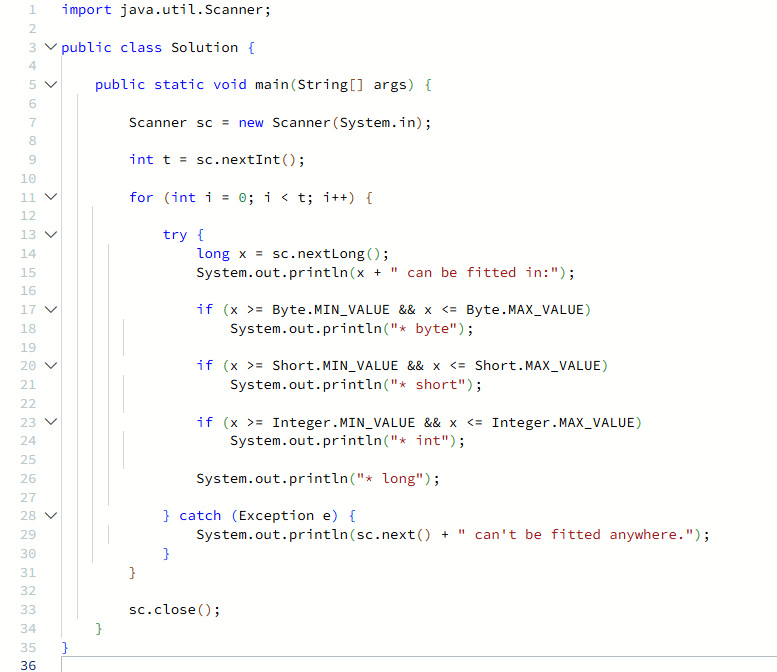 1 import java.util.Scanner;
2
3 public class Solution {
4
5     public static void main(String[] args) {
6
7         Scanner sc = new Scanner(System.in);
8
9         int t = sc.nextInt();
10
11         for (int i = 0; i < t; i++) {
12
13             try {
14                 long x = sc.nextLong();
15                 System.out.println(x + " can be fitted in:");
16
17                 if (x >= Byte.MIN_VALUE && x <= Byte.MAX_VALUE)
18                     System.out.println("* byte");
19
20                 if (x >= Short.MIN_VALUE && x <= Short.MAX_VALUE)
21                     System.out.println("* short");
22
23                 if (x >= Integer.MIN_VALUE && x <= Integer.MAX_VALUE)
24                     System.out.println("* int");
25
26                 System.out.println("* long");
27
28             } catch (Exception e) {
29                 System.out.println(sc.next() + " can't be fitted anywhere.");
30             }
31         }
32
33         sc.close();
34     }
35 }
36